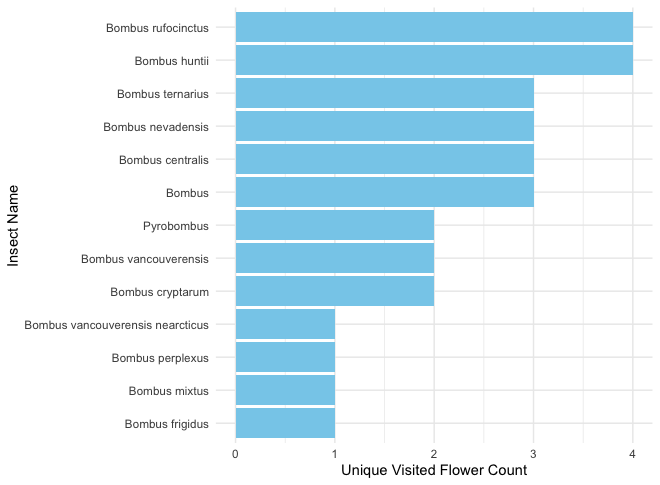 Bombus rufocinctus
Bombus huntii
Bombus ternarius
Bombus nevadensis
Bombus centralis
Bombus
Pyrobombus
Bombus vancouverensis
Bombus cryptarum
Bombus vancouverensis nearcticus
Bombus perplexus
Bombus mixtus
Bombus frigidus
Insect Name
0 1 2 3 4
Unique Visited Flower Count